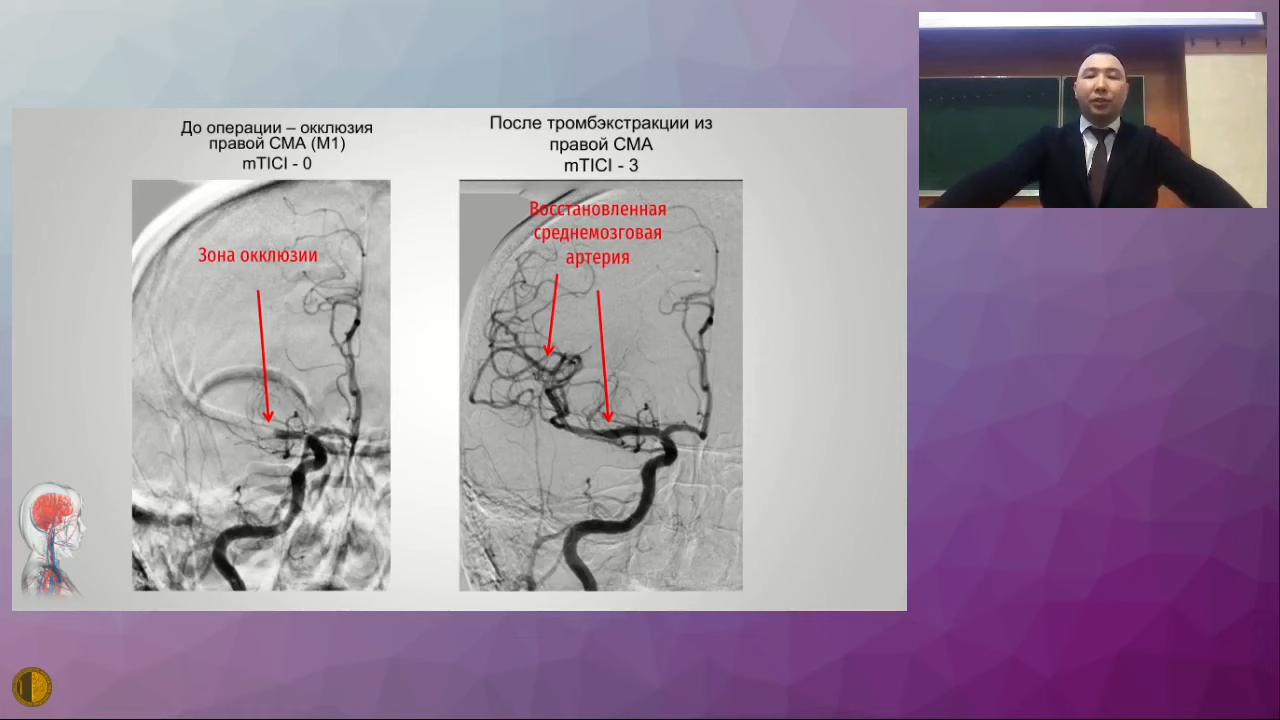 До операции – окклюзия
правой СМА (М1)
mTICI - 0
После тромбэкстракции из
правой СМА
mTICI - 3
Зона окклюзии
Восстановленная
среднемозговая
артерия